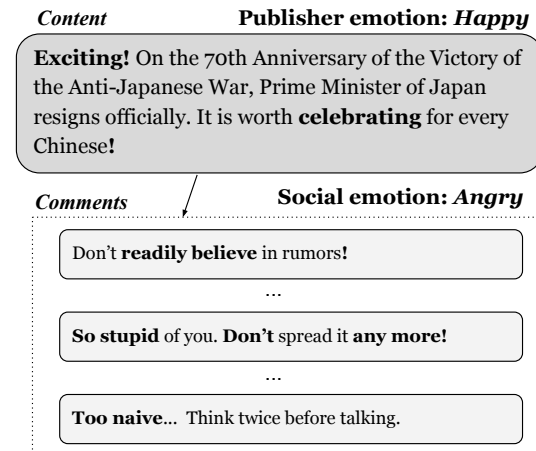 Content Publisher emotion: Happy
Exciting! On the 70th Anniversary of the Victory of
the Anti-Japanese War, Prime Minister of Japan
resigns officially. It is worth celebrating for every
Chinese!
Comments Social emotion: Angry
Don't readily believe in rumors!
...
So stupid of you. Don't spread it any more!
...
Too naive... Think twice before talking.